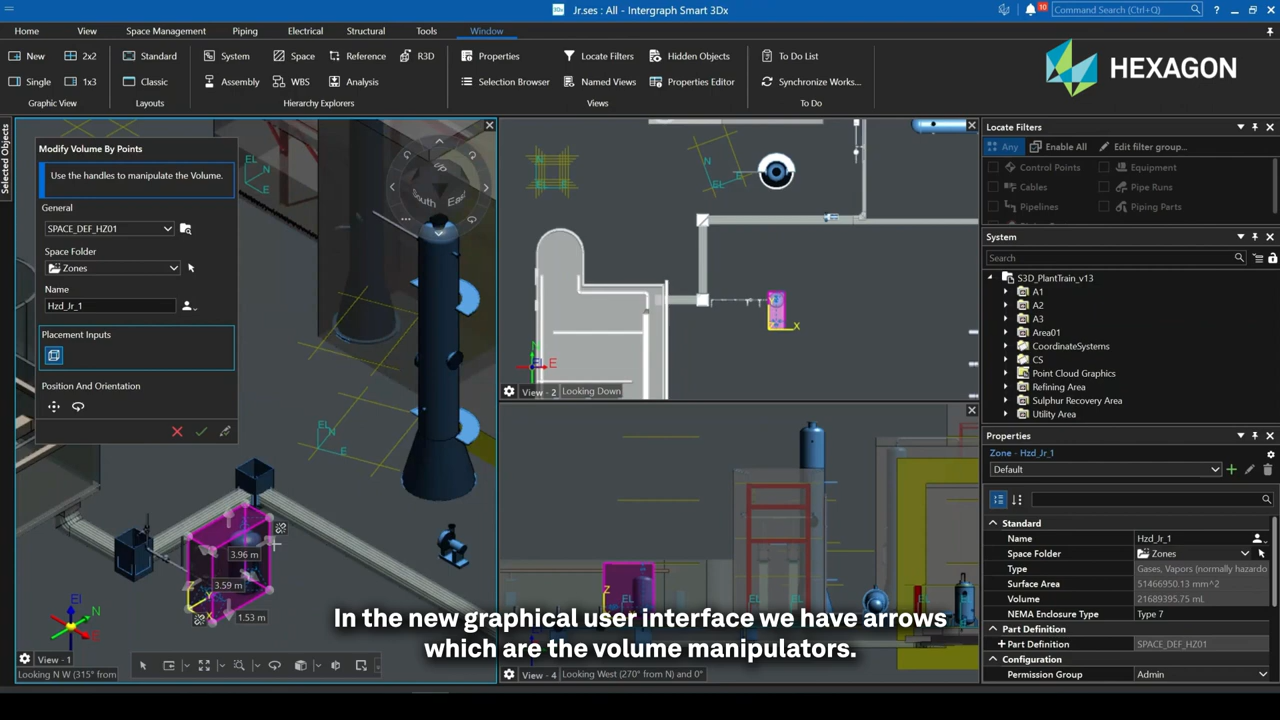 Jr.ses : All - Intergraph Smart 3Dx
10
Command Search (Ctrl+Q)
Home
View
Space Management
Piping
Electrical
Structural
Tools
Window
New
2x2
Standard
System
Space
Reference
R3D
Properties
Locate Filters
Hidden Objects
To Do List
Single
1x3
Classic
Assembly
WBS
Analysis
Selection Browser
Named Views
Properties Editor
Synchronize Works...
Graphic View
Layouts
Hierarchy Explorers
Views
To Do
HEXAGON
Selected Objects
Modify Volume By Points
Use the handles to manipulate the Volume.
General
SPACE_DEF_HZ01
Space Folder
Zones
Name
Hzd_Jr_1
Placement Inputs
Position And Orientation
EL
N
E
UP
South
East
EL
N
E
3.96 m
3.59 m
1.53 m
N
View - 1
Looking N W (315° from
N
EL
E
X
N
EL
E
View - 2
Looking Down
Z
EL
EL
View - 4
Looking West (270° from N) and 0°
Locate Filters
Any
Enable All
Edit filter group...
Control Points
Equipment
Cables
Pipe Runs
Pipelines
Piping Parts
System
Search
S3D_PlantTrain_v13
A1
A2
A3
Area01
CoordinateSystems
CS
Point Cloud Graphics
Refining Area
Sulphur Recovery Area
Utility Area
Properties
Zone - Hzd_Jr_1
Default
Standard
Name
Hzd_Jr_1
Space Folder
Zones
Type
Gases, Vapors (normally hazardo
Surface Area
51466950.13 mm^2
Volume
21689395.75 mL
NEMA Enclosure Type
Type 7
Part Definition
Part Definition
SPACE_DEF_HZ01
Configuration
Permission Group
Admin
In the new graphical user interface we have arrows
which are the volume manipulators.